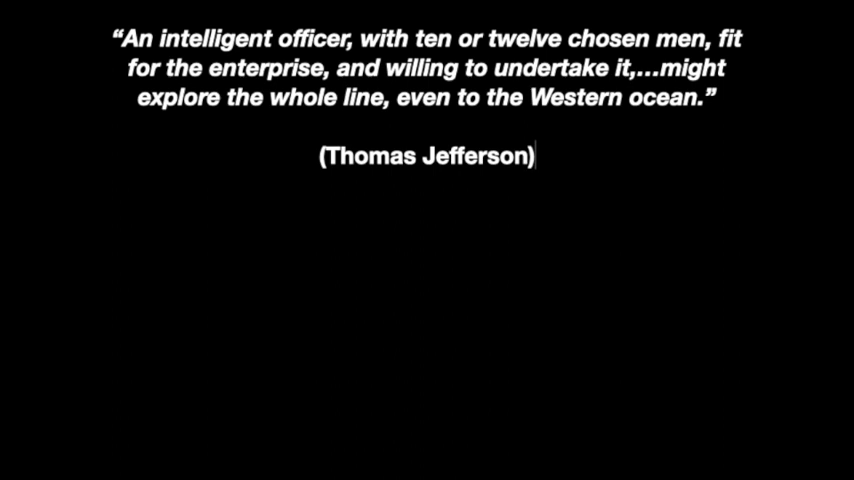 “An intelligent officer, with ten or twelve chosen men, fit
for the enterprise, and willing to undertake it,...might
explore the whole line, even to the Western ocean.”
(Thomas Jefferson)